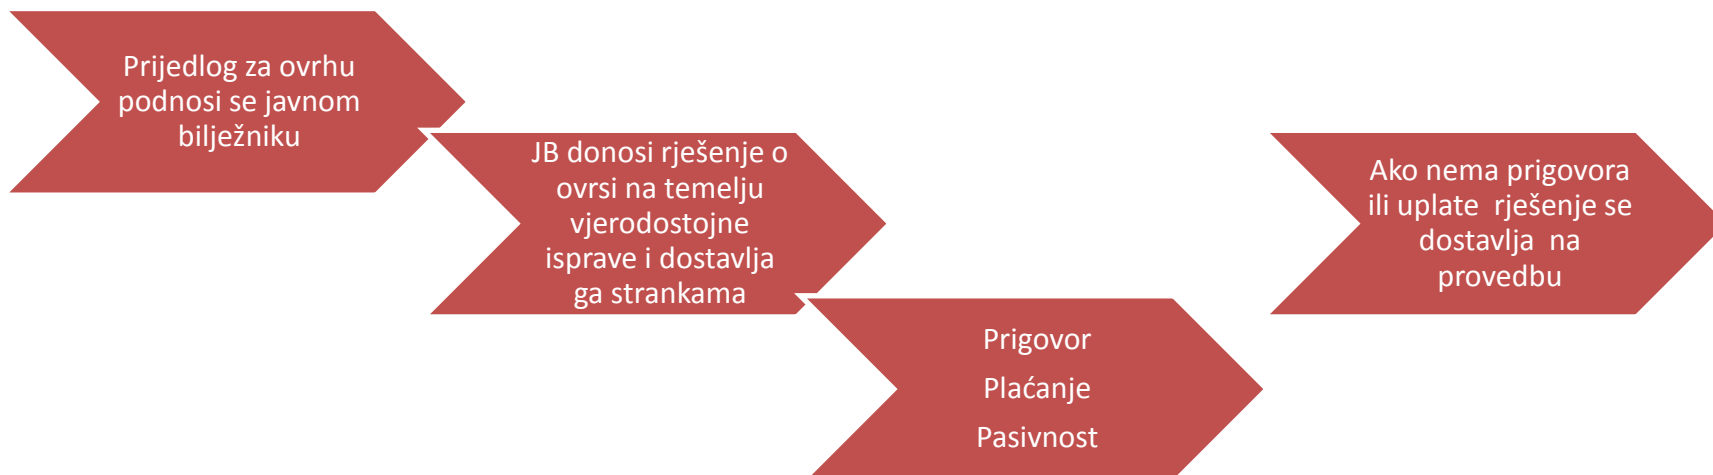 Prijedlog za ovrhu
podnosi se javnom
bilježniku
JB donosi rješenje o
ovrsi na temelju
vjerodostojne
isprave i dostavlja
ga strankama
Prigovor
Plaćanje
Pasivnost
Ako nema prigovora
ili uplate rješenje se
dostavlja na
provedbu